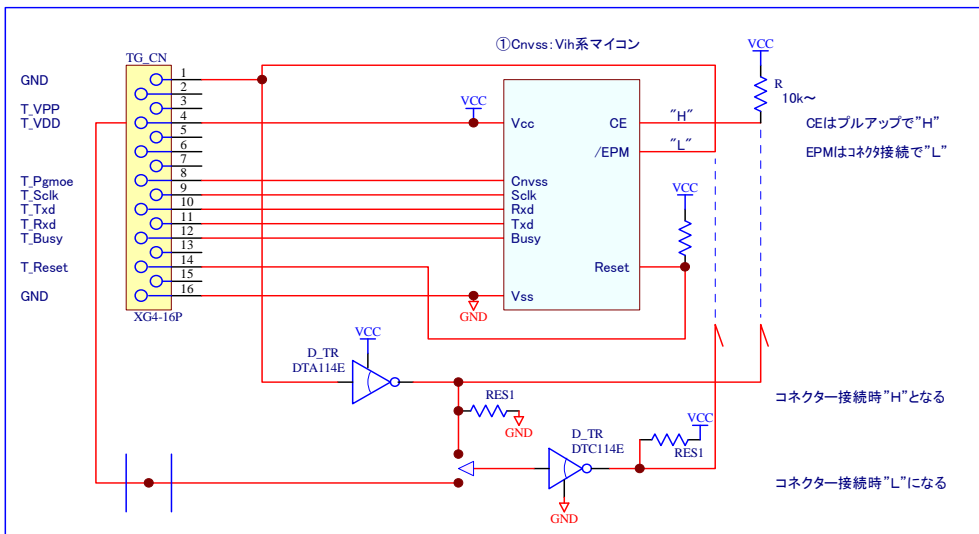 ①Cnvss:Vih系マイコン
TG_CN
VCC
GND
1
2
T_VPP
3
T_VDD
4
5
6
7
T_Pgmoe
8
T_Sclk
9
T_Txd
10
T_Rxd
11
T_Busy
12
13
T_Reset
14
15
GND
16
XG4-16P
VCC
Vcc
CE
"H"
/EPM
"L"
Cnvss
Sclk
Rxd
Txd
Busy
Reset
Vss
GND
VCC
R
10k~
CEはプルアップで"H"
EPMはコネクタ接続で"L"
VCC
D_TR
DTA114E
RES1
GND
コネクター接続時"H"となる
D_TR
DTC114E
VCC
RES1
GND
コネクター接続時"L"になる